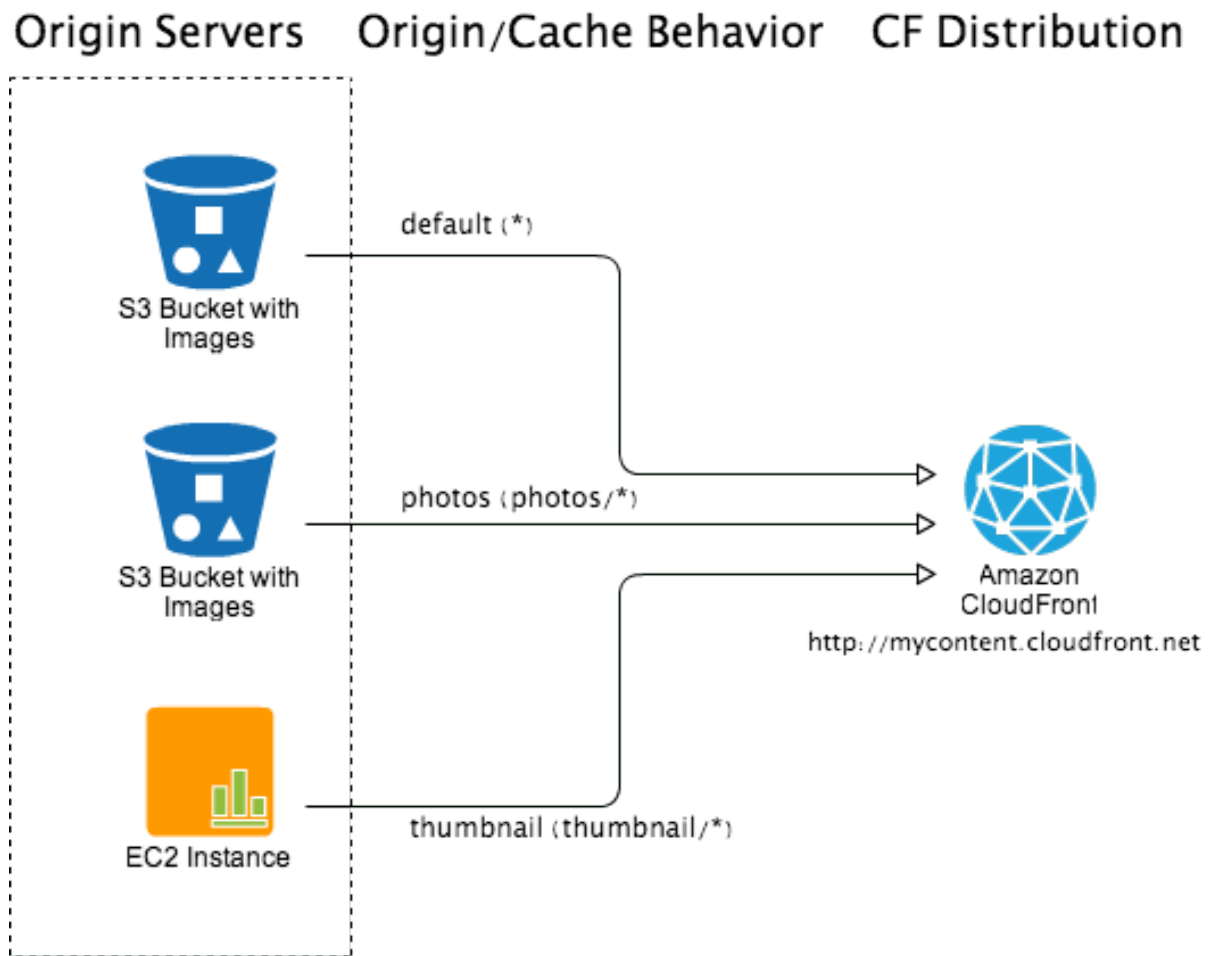 Origin Servers
Origin/Cache Behavior
CF Distribution
default (*)
S3 Bucket with
Images
photos (photos/*)
S3 Bucket with
Images
Amazon
CloudFront
http://mycontent.cloudfront.net
thumbnail (thumbnail/*)
EC2 Instance